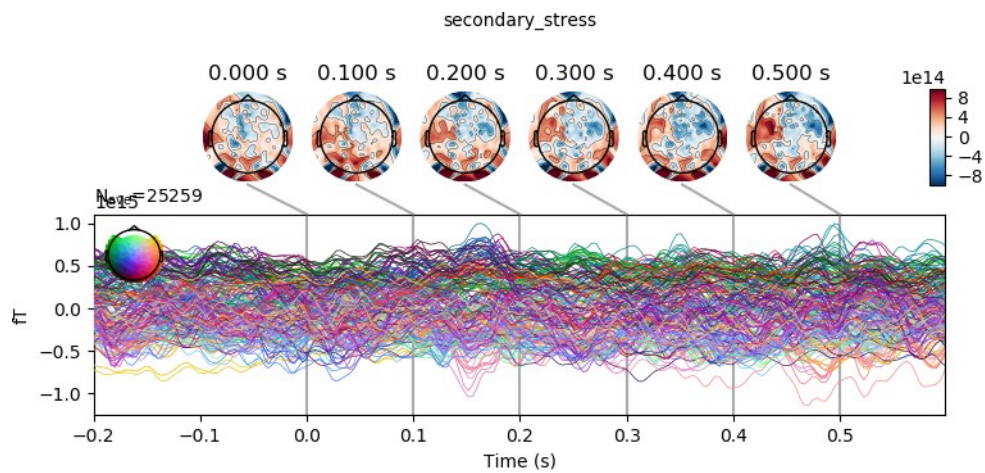 secondary_stress
0.000 s 0.100 s 0.200 s 0.300 s 0.400 s 0.500 s
1e14
8
4
0
−4
−8
N_ave=25259
1e15
1.0
0.5
0.0
−0.5
−1.0
fT
−0.2 −0.1 0.0 0.1 0.2 0.3 0.4 0.5
Time (s)